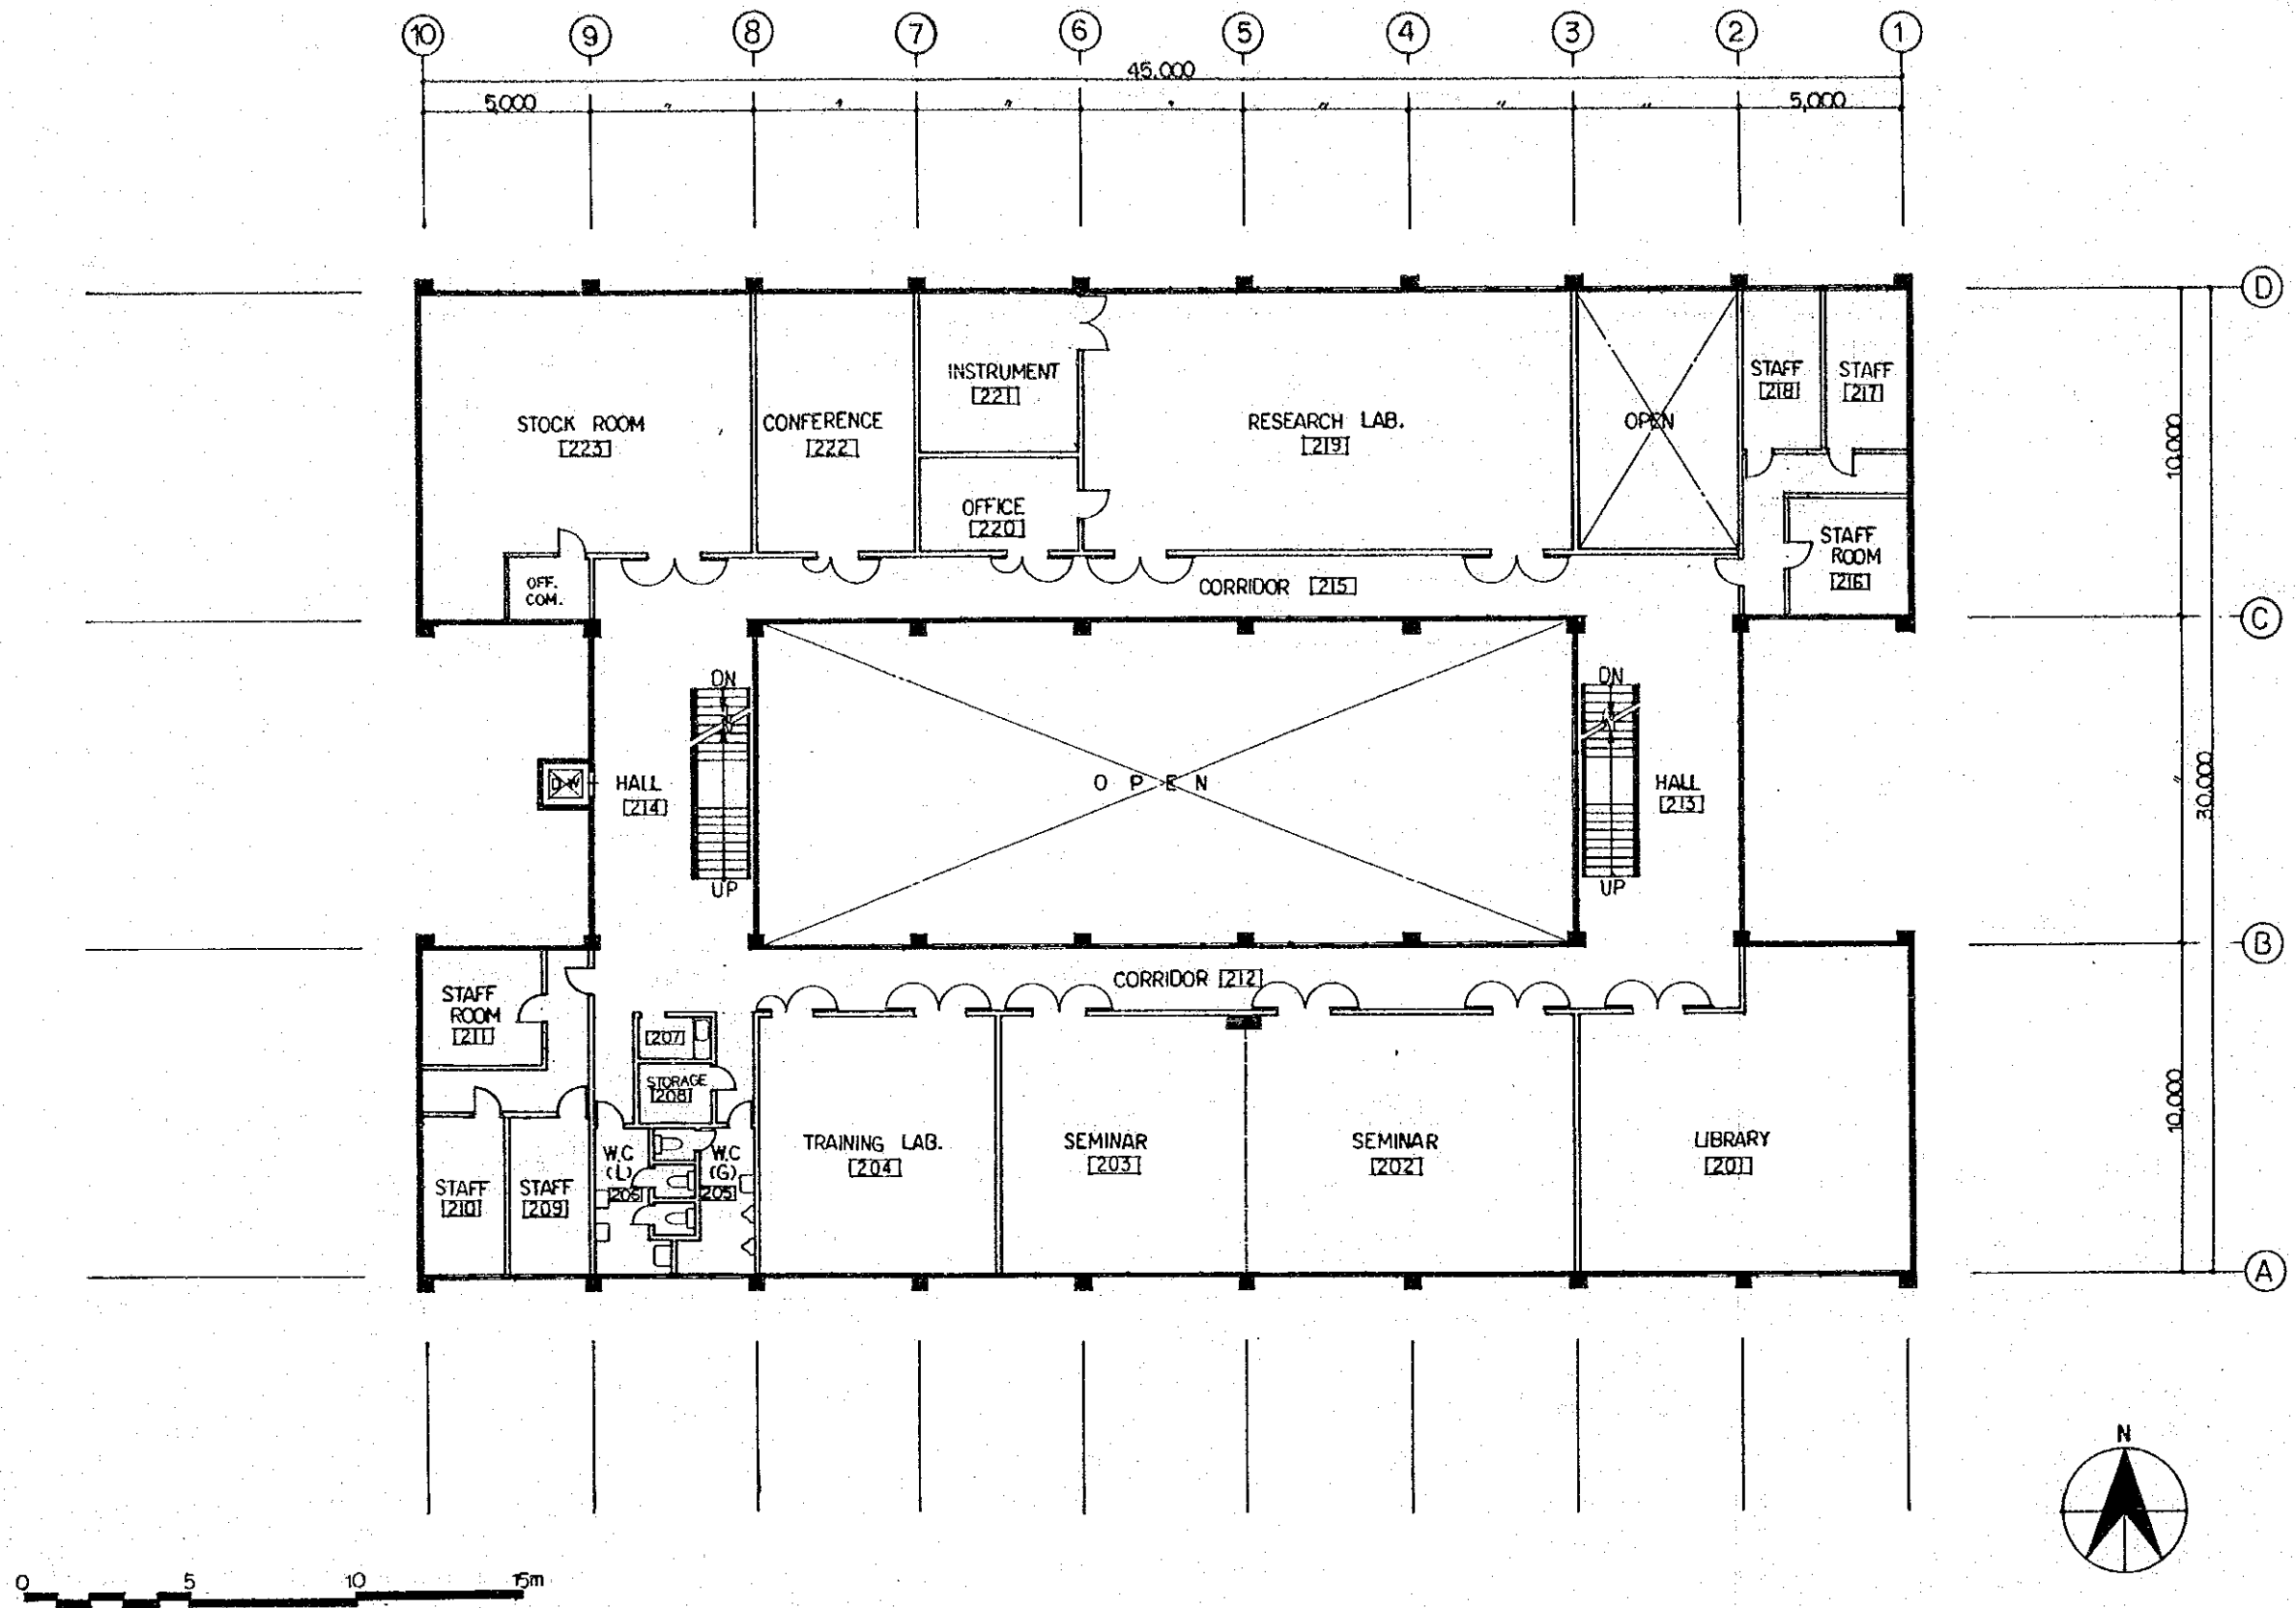 10 9 8 7 6 5 4 3 2 1
45.000
5.000 " " " " " " " 5,000
D
STOCK ROOM
223
CONFERENCE
222
INSTRUMENT
221
OFFICE
220
RESEARCH LAB.
219
OPEN
STAFF
218
STAFF
217
STAFF
ROOM
216
10,000
OFF.
COM.
CORRIDOR 215
C
DN
DN
D W
HALL
214
O P E N
HALL
213
"
30.000
UP
UP
B
CORRIDOR 212
STAFF
ROOM
211
207
STORAGE
208
W.C
(L)
206
W.C
(G)
205
STAFF
210
STAFF
209
TRAINING LAB.
204
SEMINAR
203
SEMINAR
202
LIBRARY
201
10,000
A
N
0 5 10 15m